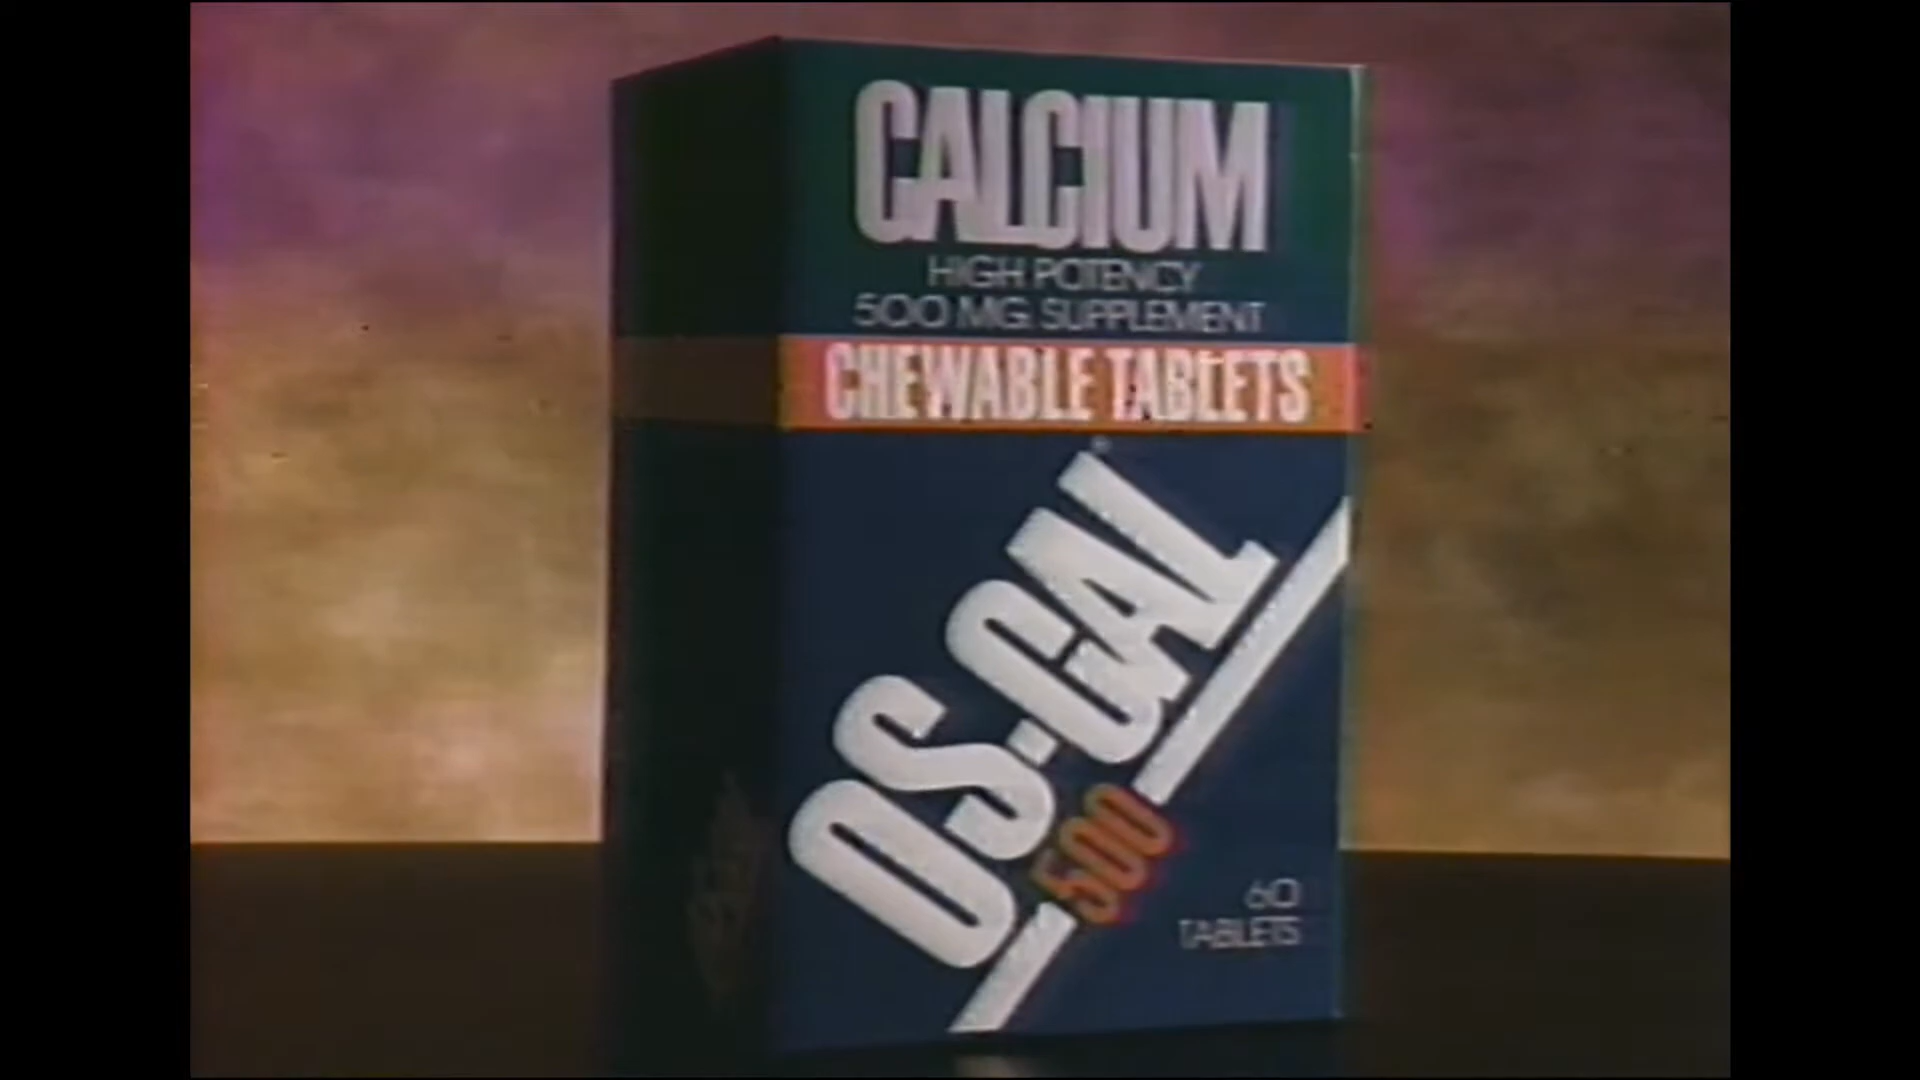 CALCIUM
HIGH POTENCY
500 MG. SUPPLEMENT
CHEWABLE TABLETS
OS-CAL®
500
60
TABLETS